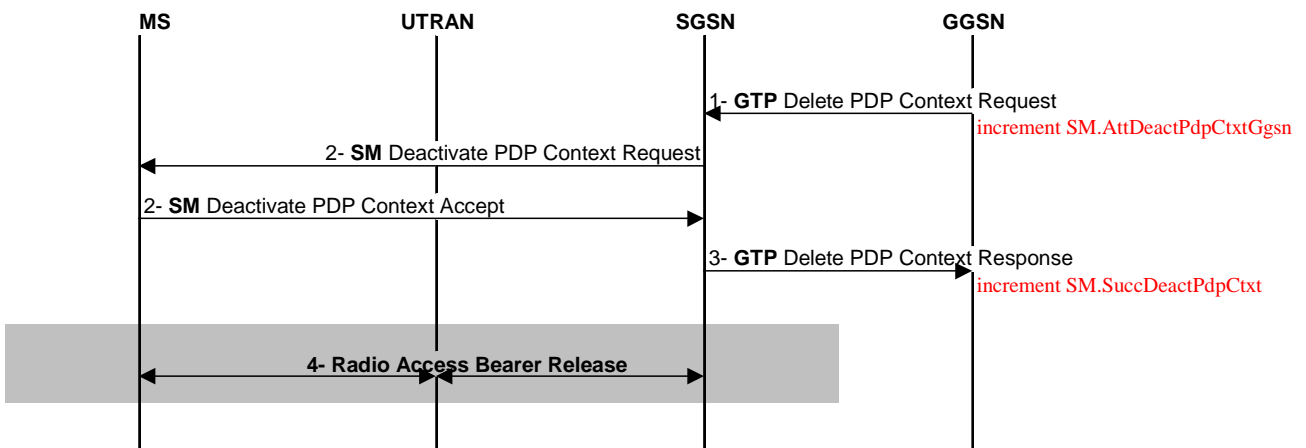 MS UTRAN SGSN GGSN
1- GTP Delete PDP Context Request
increment SM.AttDeactPdpCtxtGgsn
2- SM Deactivate PDP Context Request
2- SM Deactivate PDP Context Accept
3- GTP Delete PDP Context Response
increment SM.SuccDeactPdpCtxt
4- Radio Access Bearer Release